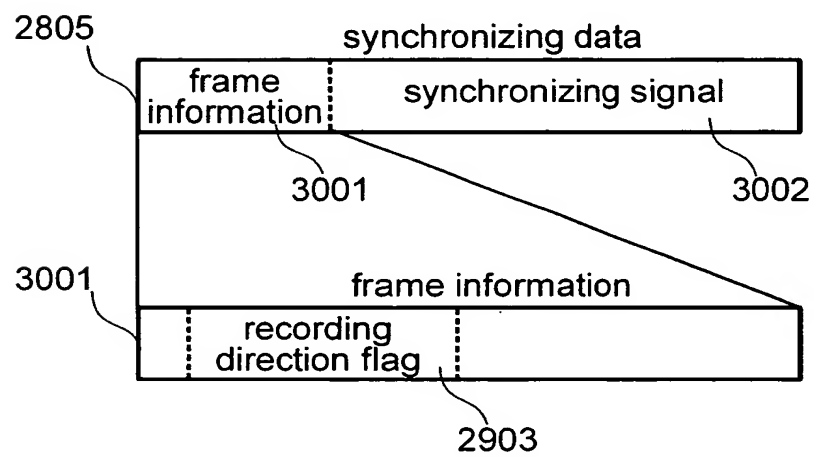 2805
synchronizing data
frame
information
synchronizing signal
3001
3002
3001
frame information
recording
direction flag
2903